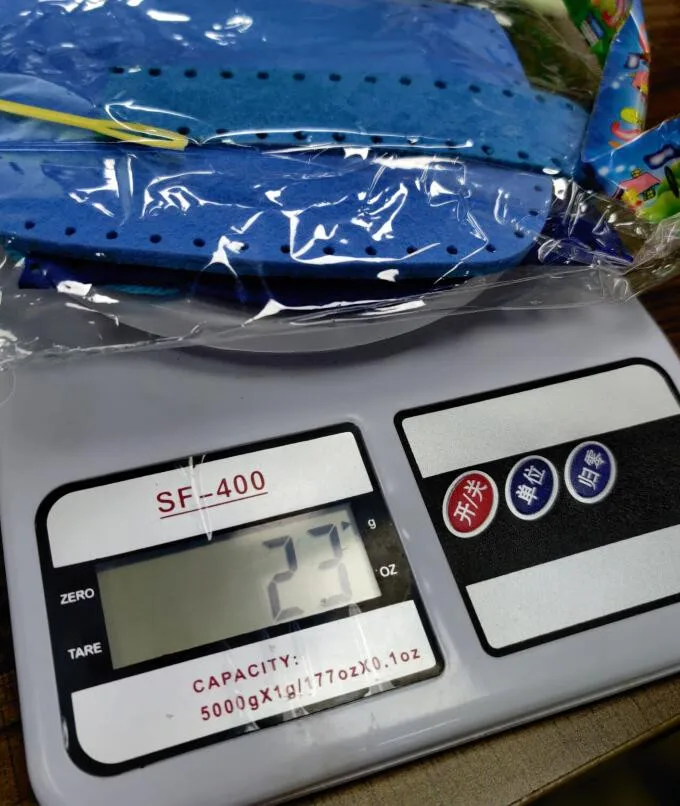 SF-400
23
g
ZERO
OZ
TARE
CAPACITY:
5000gX1g/177ozX0.1oz
开/关
单位
归零